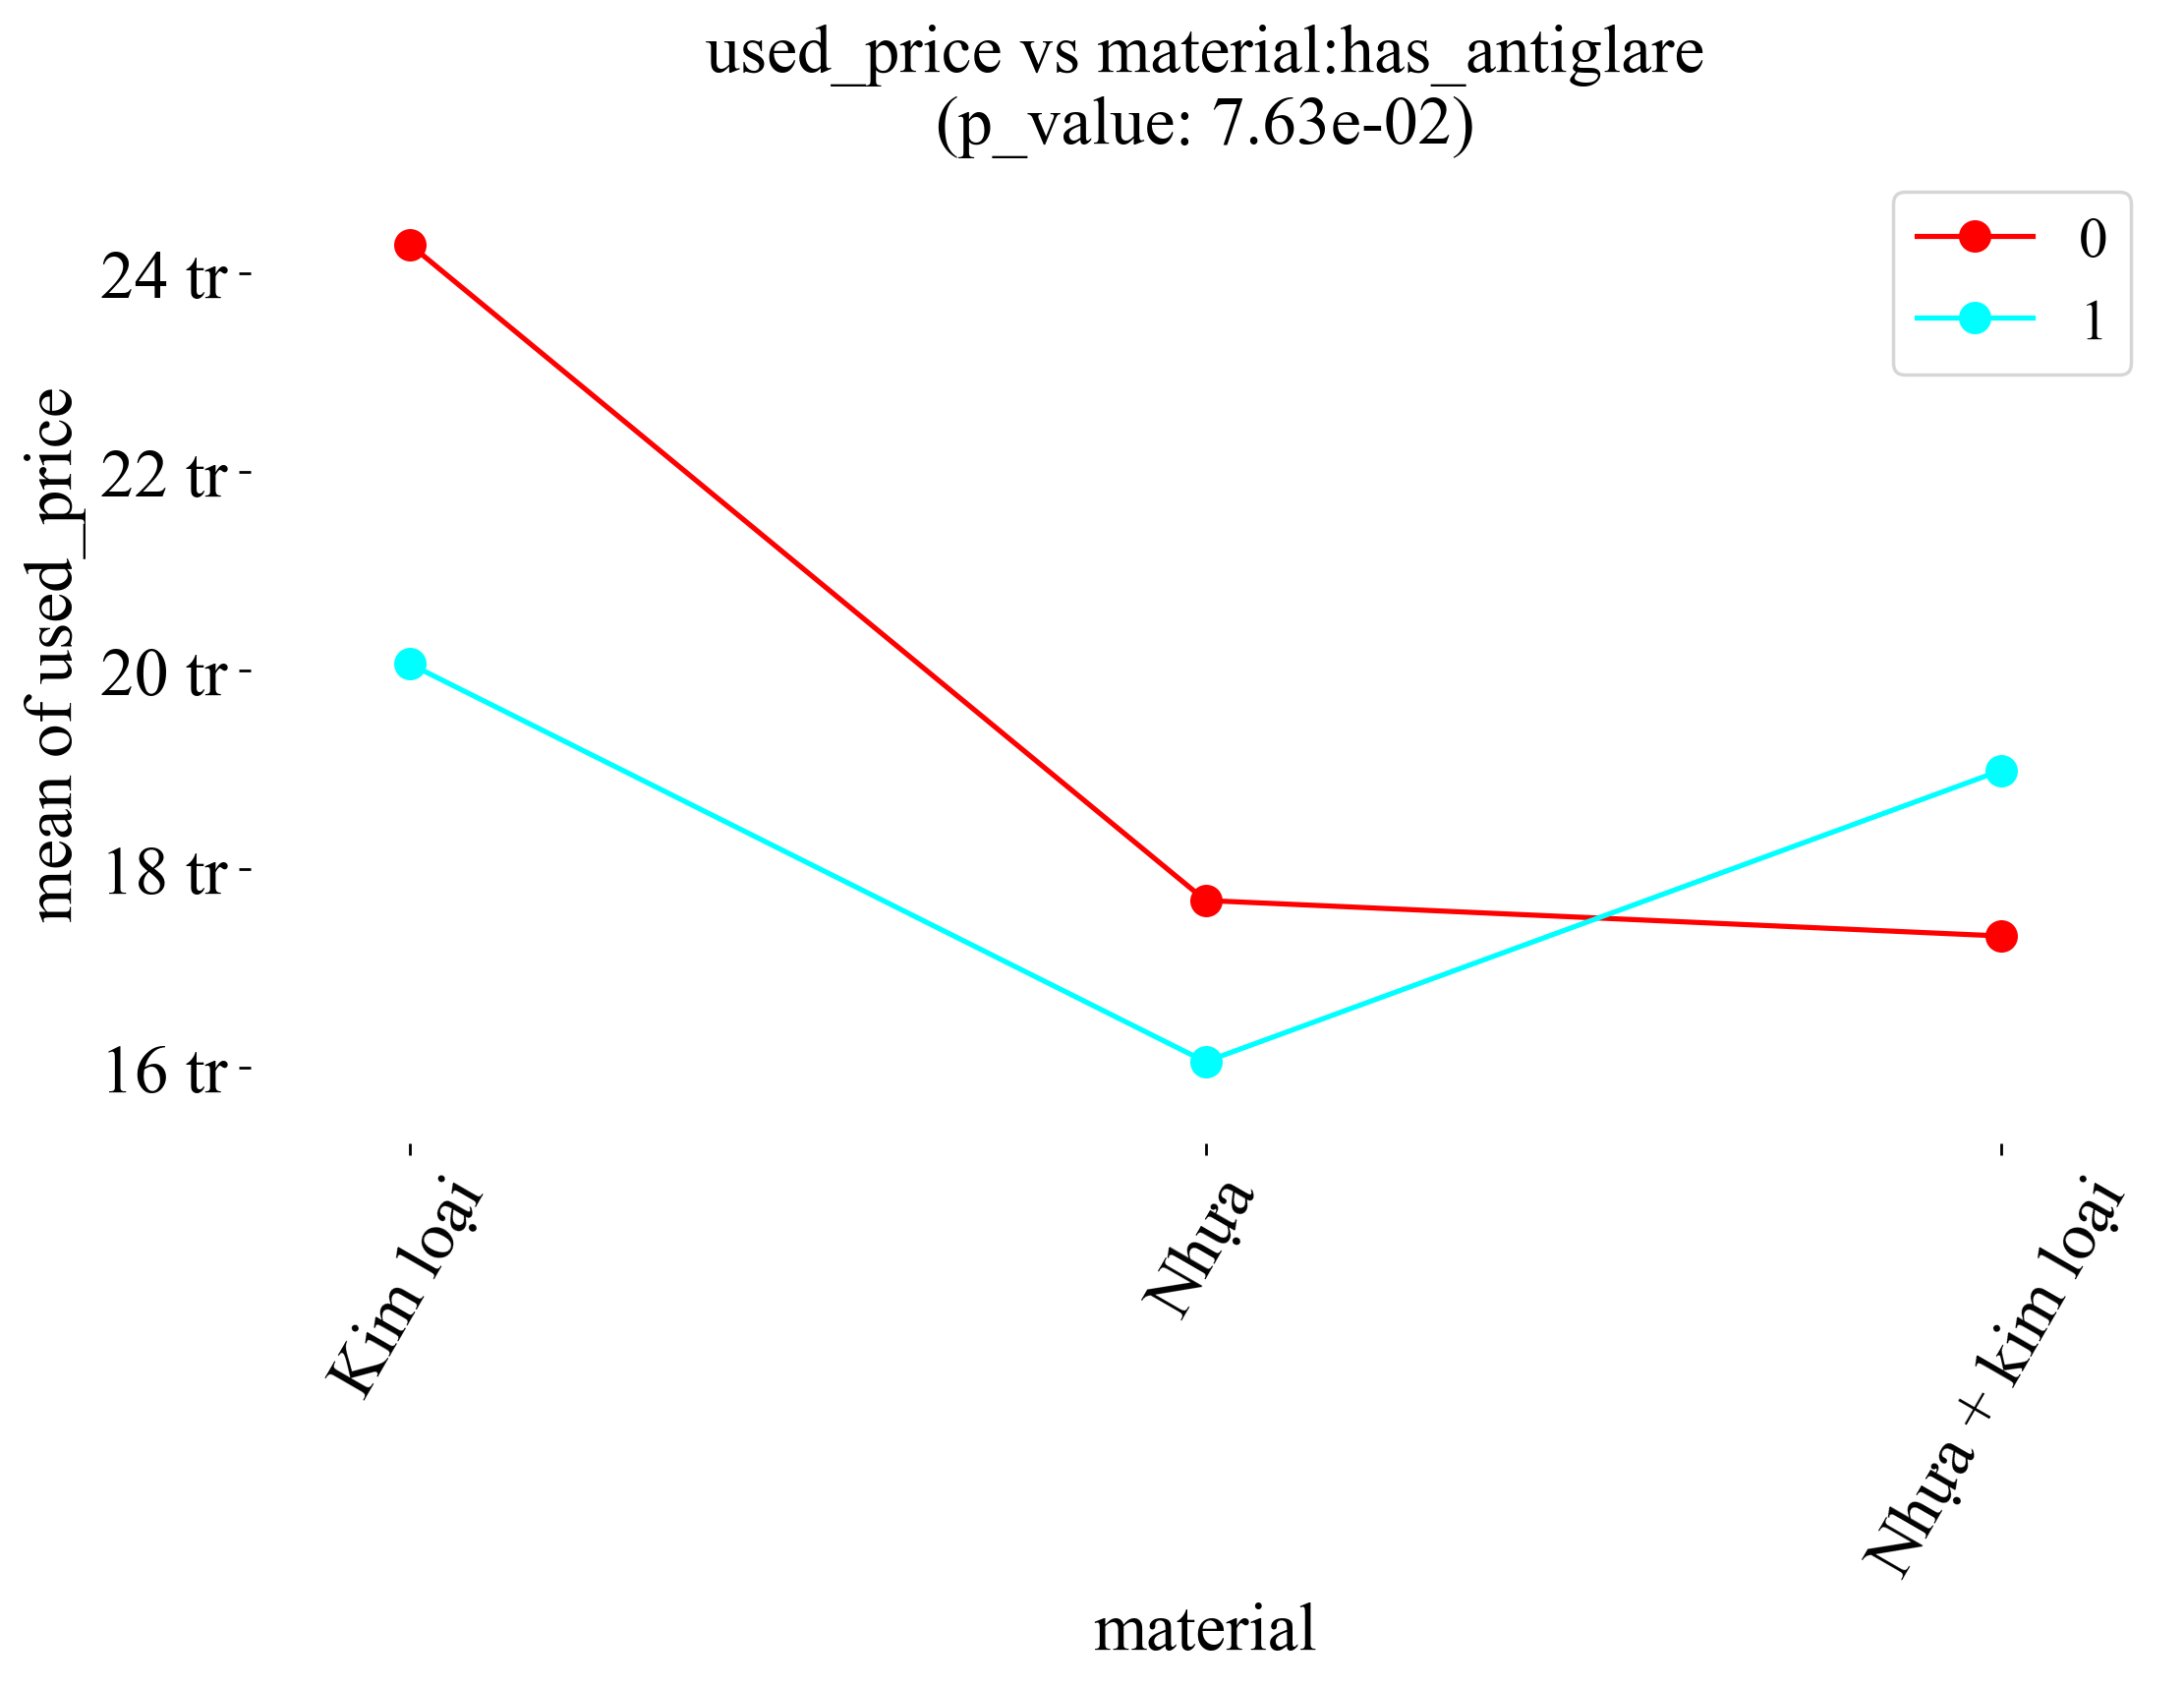 used_price vs material:has_antiglare
(p_value: 7.63e-02)
0
1
mean of used_price
24 tr
22 tr
20 tr
18 tr
16 tr
Kim loại
Nhựa
Nhựa + kim loại
material